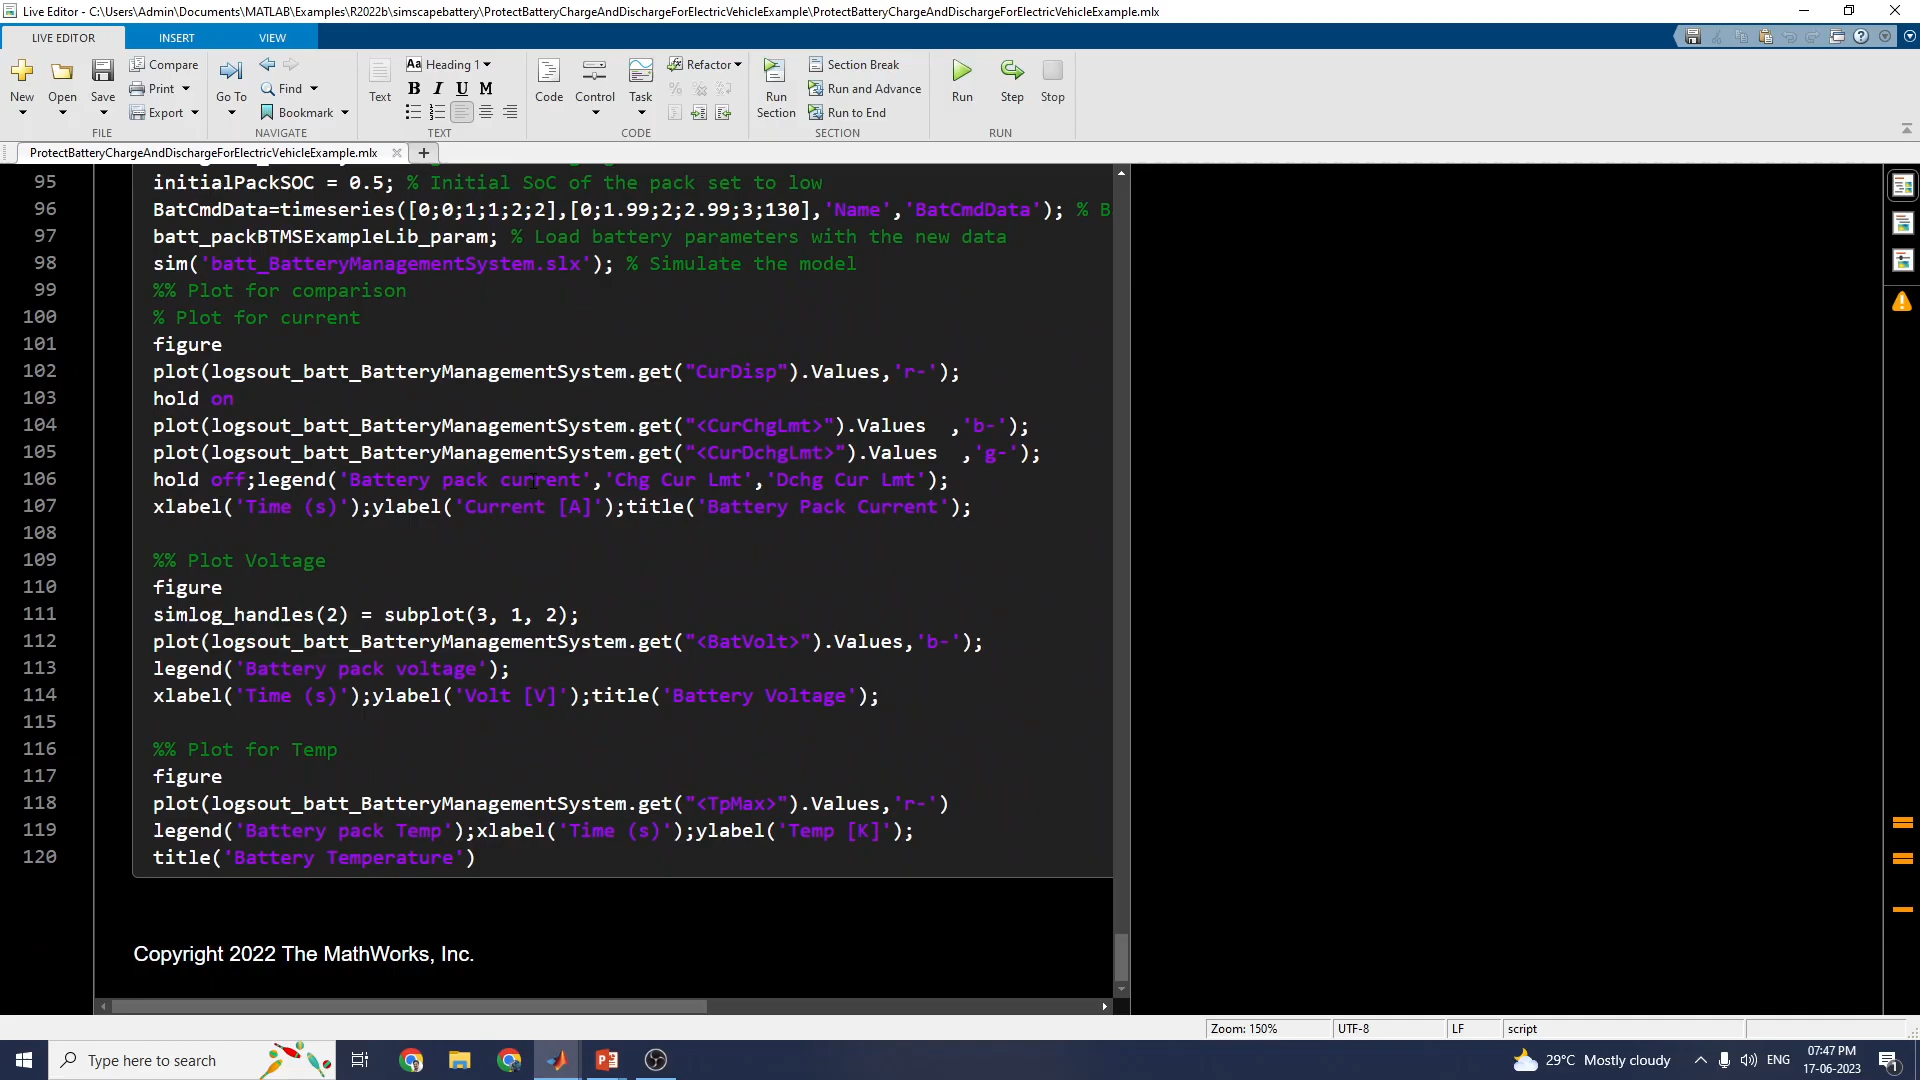 Live Editor - C:\Users\Admin\Documents\MATLAB\Examples\R2022b\simscapebattery\ProtectBatteryChargeAndDischargeForElectricVehicleExample\ProtectBatteryChargeAndDischargeForElectricVehicleExample.mlx
LIVE EDITOR INSERT VIEW
New Open Save Compare Print Export
FILE
Go To Find Bookmark
NAVIGATE
Text Aa Heading 1 B I U M
TEXT
Code Control Task Refactor
CODE
Run Section Section Break Run and Advance Run to End
SECTION
Run Step Stop
RUN
ProtectBatteryChargeAndDischargeForElectricVehicleExample.mlx
95 initialPackSOC = 0.5; % Initial SoC of the pack set to low
96 BatCmdData=timeseries([0;0;1;1;2;2],[0;1.99;2;2.99;3;130],'Name','BatCmdData'); % B
97 batt_packBTMSExampleLib_param; % Load battery parameters with the new data
98 sim('batt_BatteryManagementSystem.slx'); % Simulate the model
99 %% Plot for comparison
100 % Plot for current
101 figure
102 plot(logsout_batt_BatteryManagementSystem.get("CurDisp").Values,'r-');
103 hold on
104 plot(logsout_batt_BatteryManagementSystem.get("<CurChgLmt>").Values  ,'b-');
105 plot(logsout_batt_BatteryManagementSystem.get("<CurDchgLmt>").Values  ,'g-');
106 hold off;legend('Battery pack current','Chg Cur Lmt','Dchg Cur Lmt');
107 xlabel('Time (s)');ylabel('Current [A]');title('Battery Pack Current');
108
109 %% Plot Voltage
110 figure
111 simlog_handles(2) = subplot(3, 1, 2);
112 plot(logsout_batt_BatteryManagementSystem.get("<BatVolt>").Values,'b-');
113 legend('Battery pack voltage');
114 xlabel('Time (s)');ylabel('Volt [V]');title('Battery Voltage');
115
116 %% Plot for Temp
117 figure
118 plot(logsout_batt_BatteryManagementSystem.get("<TpMax>").Values,'r-')
119 legend('Battery pack Temp');xlabel('Time (s)');ylabel('Temp [K]');
120 title('Battery Temperature')
Copyright 2022 The MathWorks, Inc.
Zoom: 150% UTF-8 LF script
Type here to search
29°C Mostly cloudy ENG
07:47 PM
17-06-2023
1